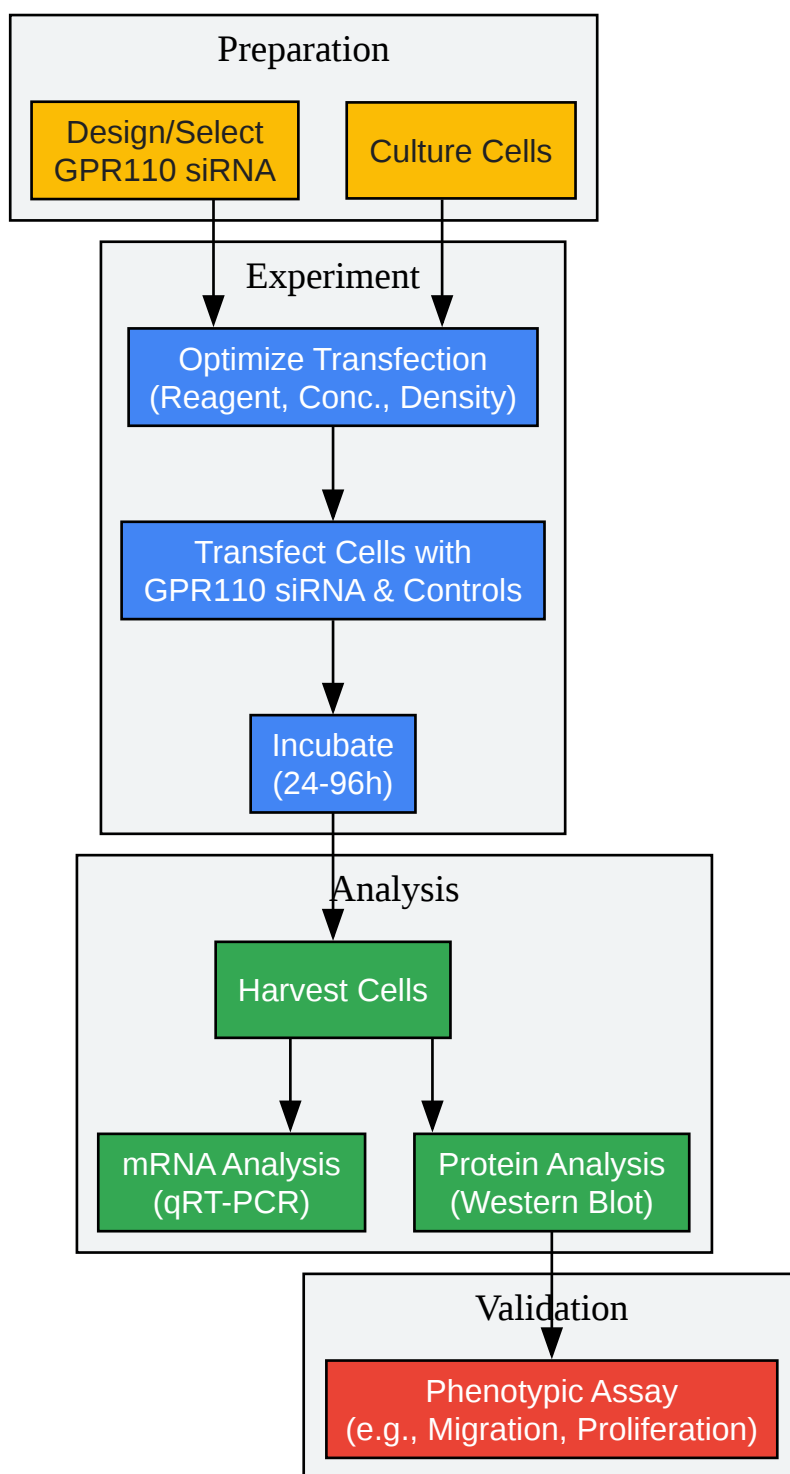 Preparation
Design/Select
GPR110 siRNA
Culture Cells
Experiment
Optimize Transfection
(Reagent, Conc., Density)
Transfect Cells with
GPR110 siRNA & Controls
Incubate
(24-96h)
Analysis
Harvest Cells
mRNA Analysis
(qRT-PCR)
Protein Analysis
(Western Blot)
Validation
Phenotypic Assay
(e.g., Migration, Proliferation)